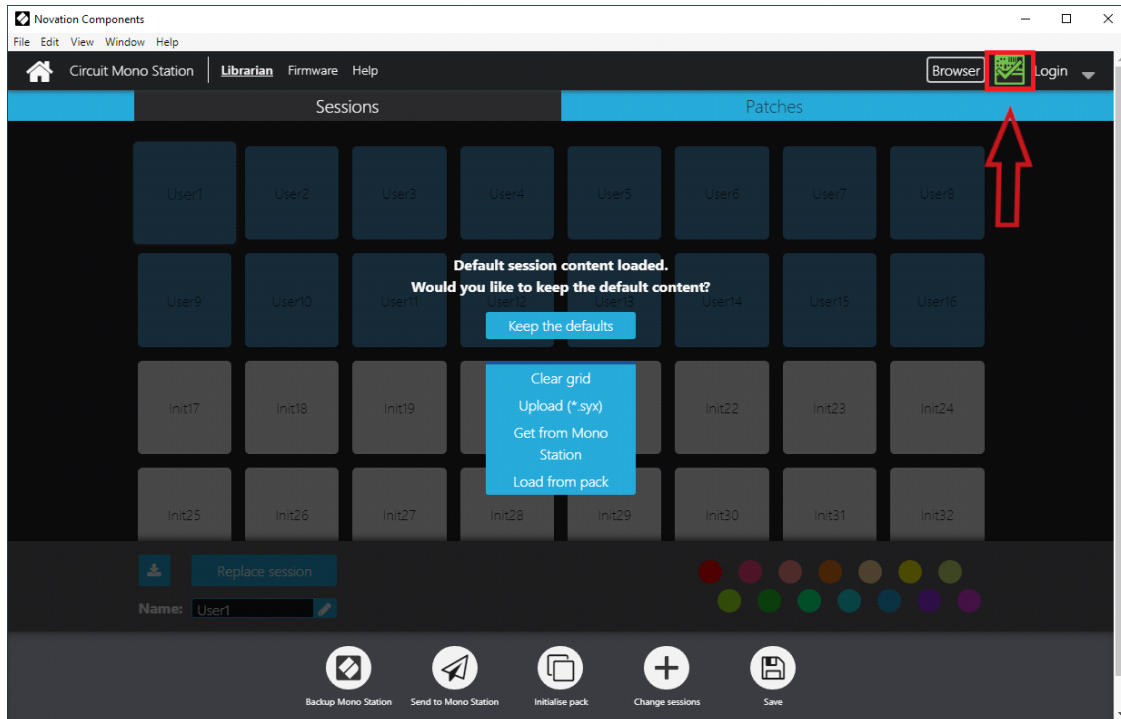 Novation Components
File Edit View Window Help
Circuit Mono Station Librarian Firmware Help Browser Login
Sessions Patches
User1 User2 User3 User4 User5 User6 User7 User8
Default session content loaded.
Would you like to keep the default content?
User9 User10 User11 User12 User13 User14 User15 User16
Keep the defaults
Clear grid
Init17 Init18 Init19 Init22 Init23 Init24
Upload (*.syx)
Get from Mono
Station
Load from pack
Init25 Init26 Init27 Init28 Init29 Init30 Init31 Init32
Replace session
Name: User1
Backup Mono Station Send to Mono Station Initialise pack Change sessions Save